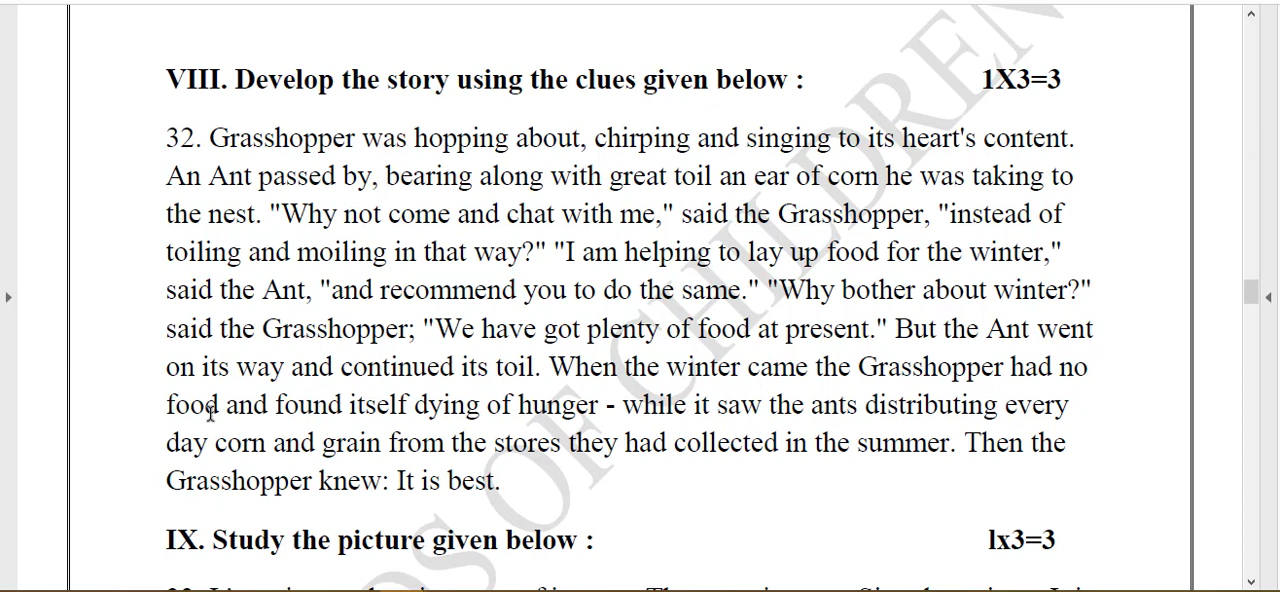 VIII. Develop the story using the clues given below : 1X3=3
32. Grasshopper was hopping about, chirping and singing to its heart's content.
An Ant passed by, bearing along with great toil an ear of corn he was taking to
the nest. "Why not come and chat with me," said the Grasshopper, "instead of
toiling and moiling in that way?" "I am helping to lay up food for the winter,"
said the Ant, "and recommend you to do the same." "Why bother about winter?"
said the Grasshopper; "We have got plenty of food at present." But the Ant went
on its way and continued its toil. When the winter came the Grasshopper had no
food and found itself dying of hunger - while it saw the ants distributing every
day corn and grain from the stores they had collected in the summer. Then the
Grasshopper knew: It is best.
IX. Study the picture given below : lx3=3
OF CHILDREN